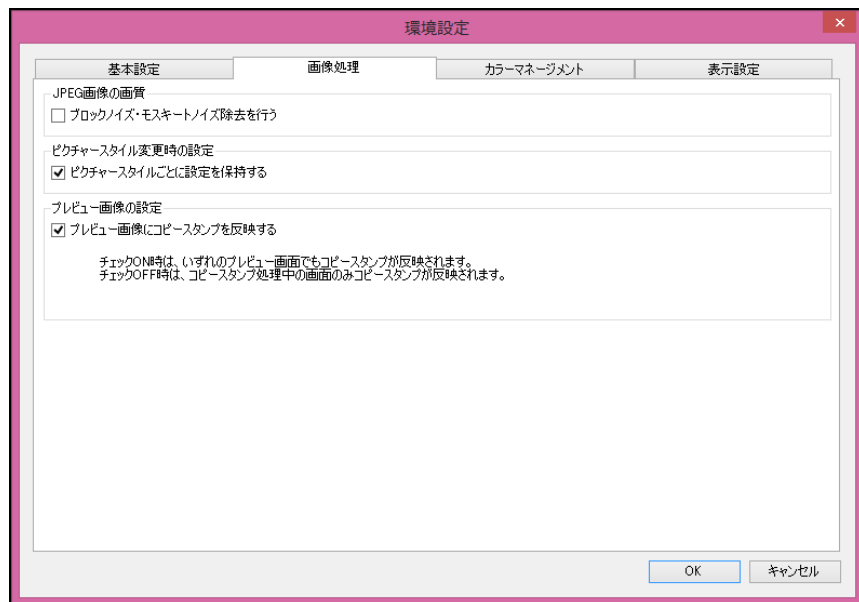 環境設定
×
基本設定 画像処理 カラーマネージメント 表示設定
JPEG画像の画質
ブロックノイズ・モスキートノイズ除去を行う
ピクチャースタイル変更時の設定
ピクチャースタイルごとに設定を保持する
プレビュー画像の設定
プレビュー画像にコピースタンプを反映する
チェックON時は、いずれのプレビュー画面でもコピースタンプが反映されます。
チェックOFF時は、コピースタンプ処理中の画面のみコピースタンプが反映されます。
OK キャンセル